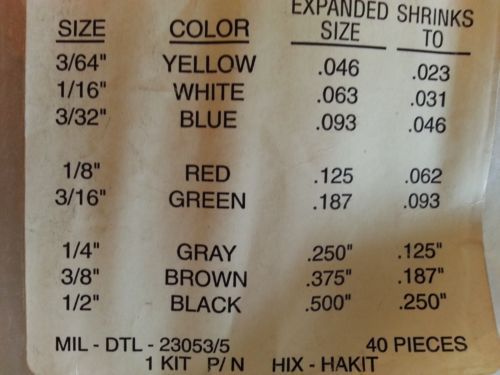 SIZE COLOR EXPANDED SIZE SHRINKS TO
3/64" YELLOW .046 .023
1/16" WHITE .063 .031
3/32" BLUE .093 .046
1/8" RED .125 .062
3/16" GREEN .187 .093
1/4" GRAY .250" .125"
3/8" BROWN .375" .187"
1/2" BLACK .500" .250"
MIL - DTL - 23053/5 40 PIECES
1 KIT P/N HIX - HAKIT